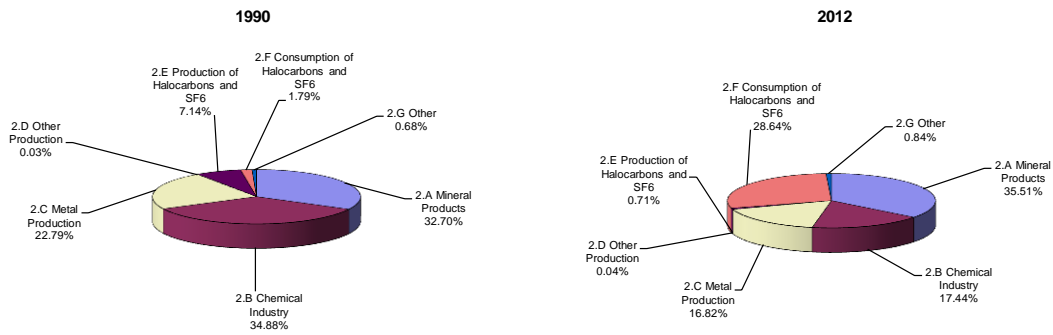 1990
2.F Consumption of
Halocarbons and
SF6
1.79%
2.E Production of
Halocarbons and
SF6
7.14%
2.G Other
0.68%
2.D Other
Production
0.03%
2.A Mineral
Products
32.70%
2.C Metal
Production
22.79%
2.B Chemical
Industry
34.88%
2012
2.F Consumption of
Halocarbons and
SF6
28.64%
2.G Other
0.84%
2.E Production of
Halocarbons and
SF6
0.71%
2.A Mineral
Products
35.51%
2.D Other
Production
0.04%
2.C Metal
Production
16.82%
2.B Chemical
Industry
17.44%